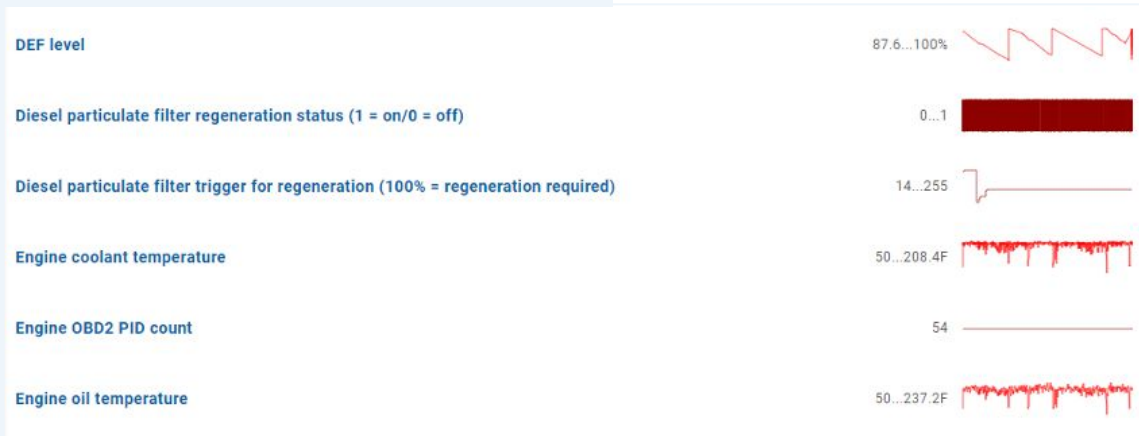 DEF level 87.6...100%
Diesel particulate filter regeneration status (1 = on/0 = off) 0...1
Diesel particulate filter trigger for regeneration (100% = regeneration required) 14...255
Engine coolant temperature 50...208.4F
Engine OBD2 PID count 54
Engine oil temperature 50...237.2F